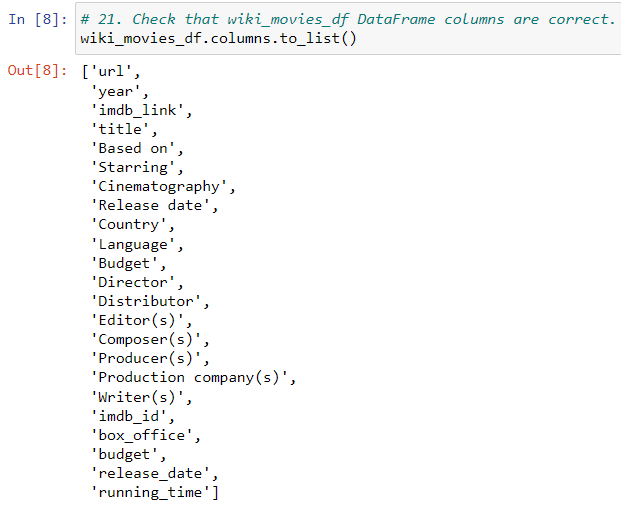 In [8]: # 21. Check that wiki_movies_df DataFrame columns are correct.
wiki_movies_df.columns.to_list()
Out[8]: ['url',
'year',
'imdb_link',
'title',
'Based on',
'Starring',
'Cinematography',
'Release date',
'Country',
'Language',
'Budget',
'Director',
'Distributor',
'Editor(s)',
'Composer(s)',
'Producer(s)',
'Production company(s)',
'Writer(s)',
'imdb_id',
'box_office',
'budget',
'release_date',
'running_time']